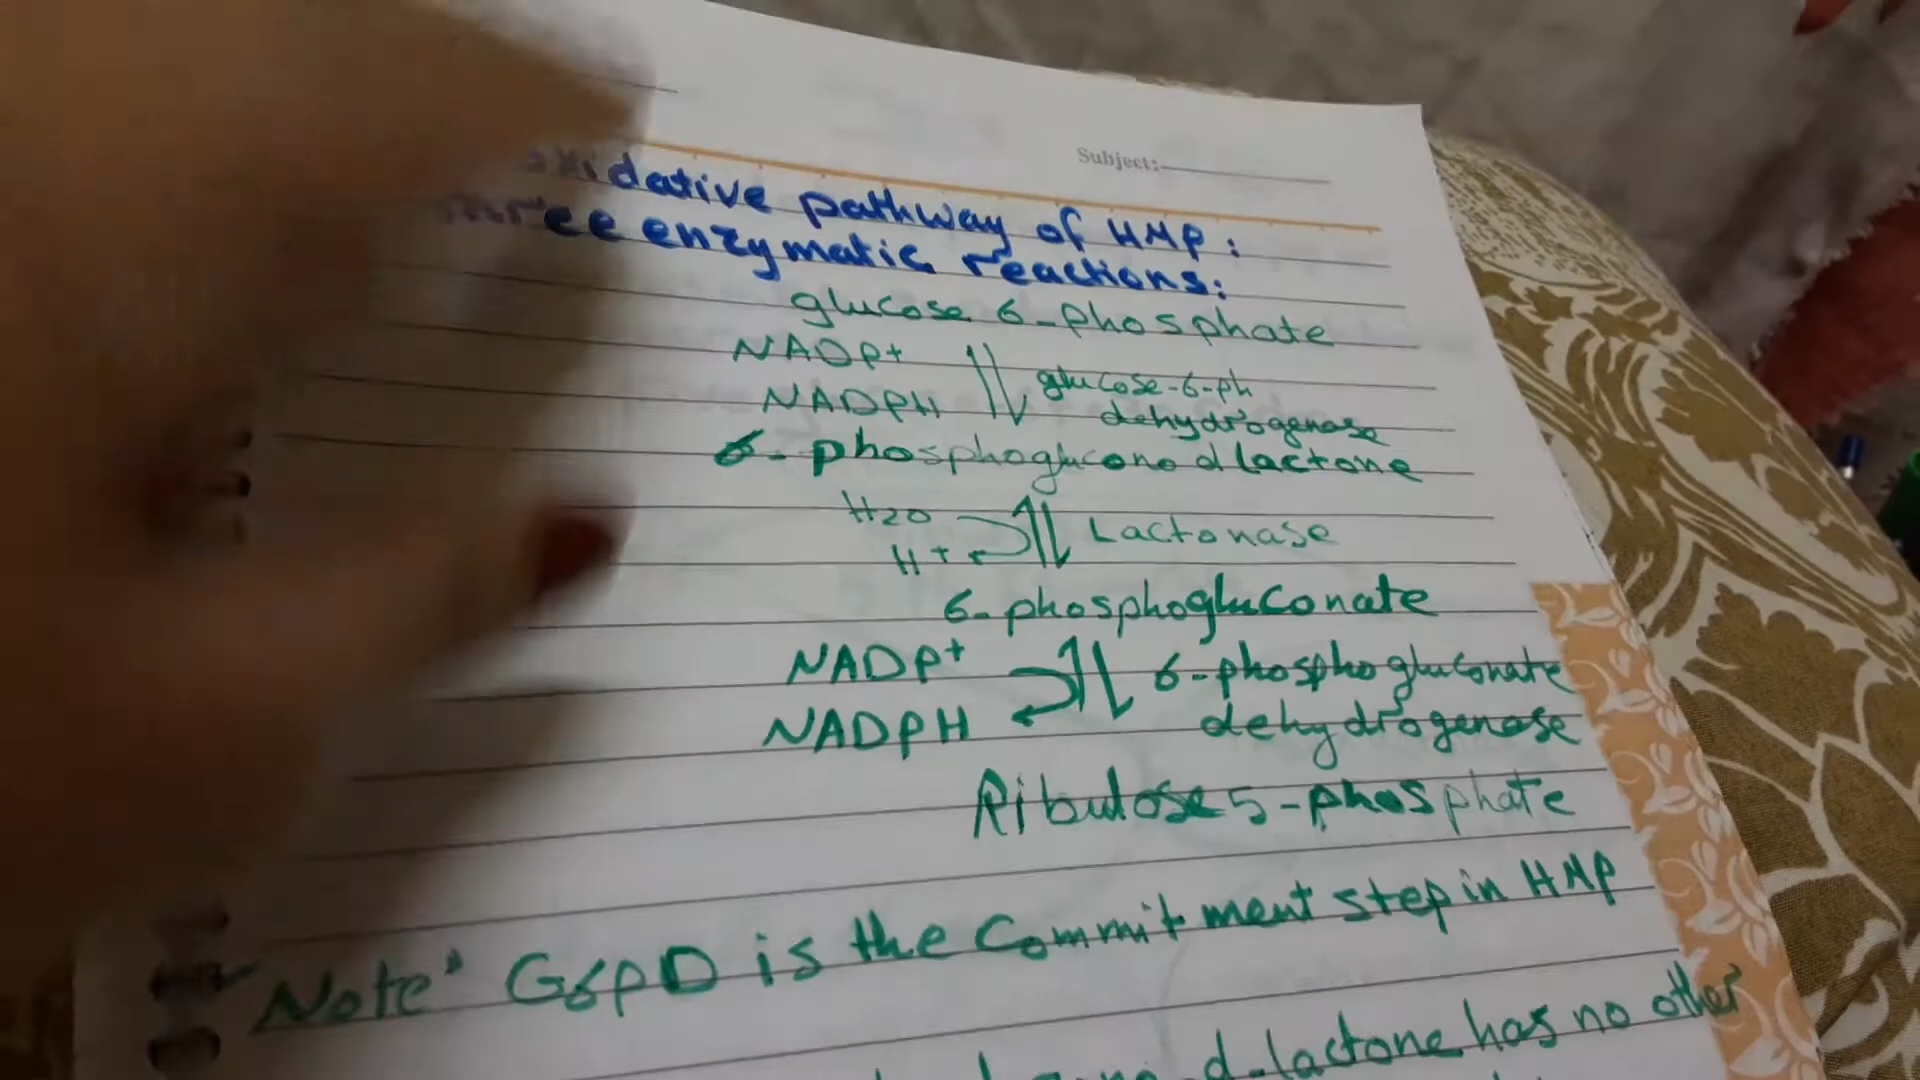 Subject:
oxidative pathway of HMP:
three enzymatic reactions:
glucose 6-phosphate
NADP+
glucose-6-ph
NADPH
dehydrogenase
6-phosphoglucono d lactone
H2O
Lactonase
H+
6-phosphogluconate
NADP+
6-phosphogluconate
NADPH
dehydrogenase
Ribulose 5-phosphate
Note: G6PD is the Commitment step in HMP
d-lactone has no other